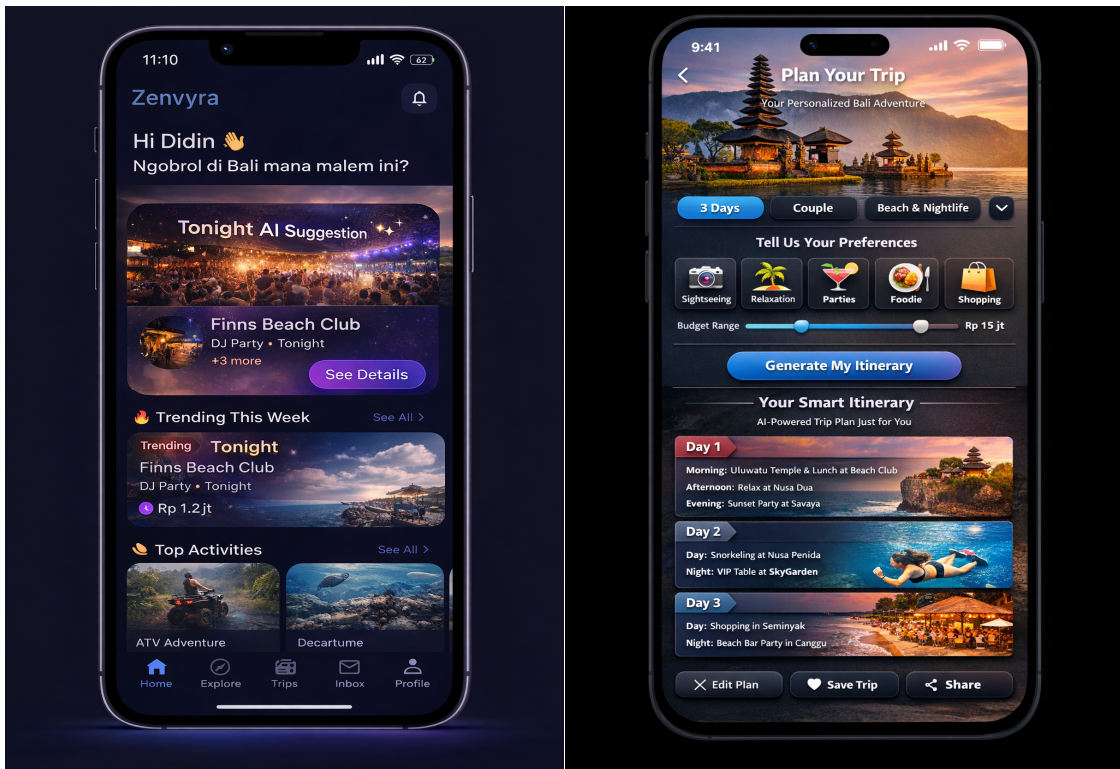 11:10
62
Zenvyra
Hi Didin 👋
Ngobrol di Bali mana malem ini?
Tonight AI Suggestion
Finns Beach Club
DJ Party • Tonight
+3 more
See Details
🔥 Trending This Week
See All >
Trending Tonight
Finns Beach Club
DJ Party • Tonight
Rp 1.2 jt
Top Activities
See All >
ATV Adventure
Decartume
Home
Explore
Trips
Inbox
Profile
9:41
Plan Your Trip
Your Personalized Bali Adventure
3 Days
Couple
Beach & Nightlife
Tell Us Your Preferences
Sightseeing
Relaxation
Parties
Foodie
Shopping
Budget Range
Rp 15 jt
Generate My Itinerary
Your Smart Itinerary
AI-Powered Trip Plan Just for You
Day 1
Morning: Uluwatu Temple & Lunch at Beach Club
Afternoon: Relax at Nusa Dua
Evening: Sunset Party at Savaya
Day 2
Day: Snorkeling at Nusa Penida
Night: VIP Table at SkyGarden
Day 3
Day: Shopping in Seminyak
Night: Beach Bar Party in Canggu
Edit Plan
Save Trip
Share